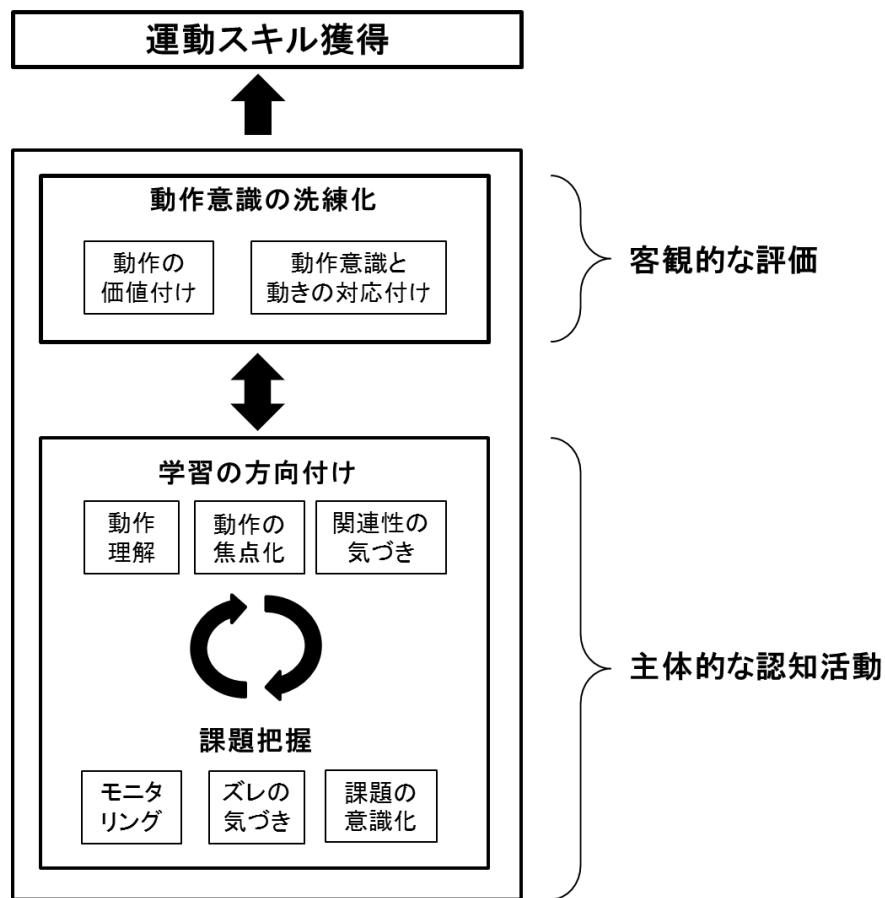 運動スキル獲得
動作意識の洗練化
動作の
価値付け
動作意識と
動きの対応付け
客観的な評価
学習の方向付け
動作
理解
動作の
焦点化
関連性の
気づき
主体的な認知活動
課題把握
モニタ
リング
ズレの
気づき
課題の
意識化